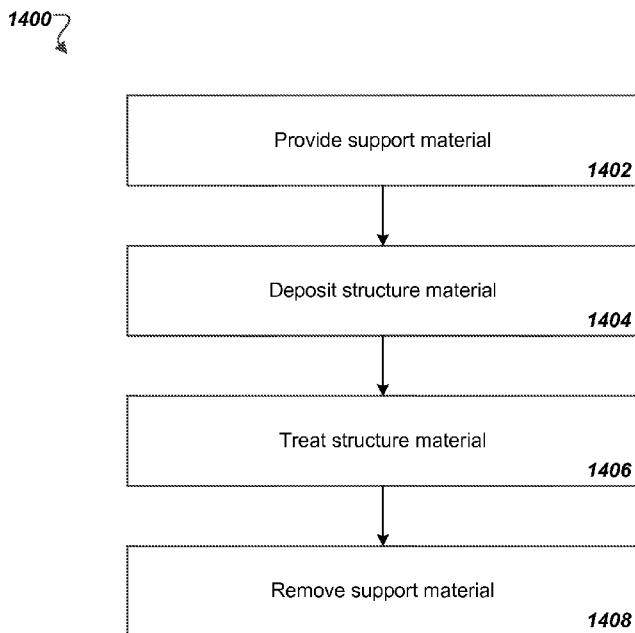 1400
Provide support material
1402
Deposit structure material
1404
Treat structure material
1406
Remove support material
1408